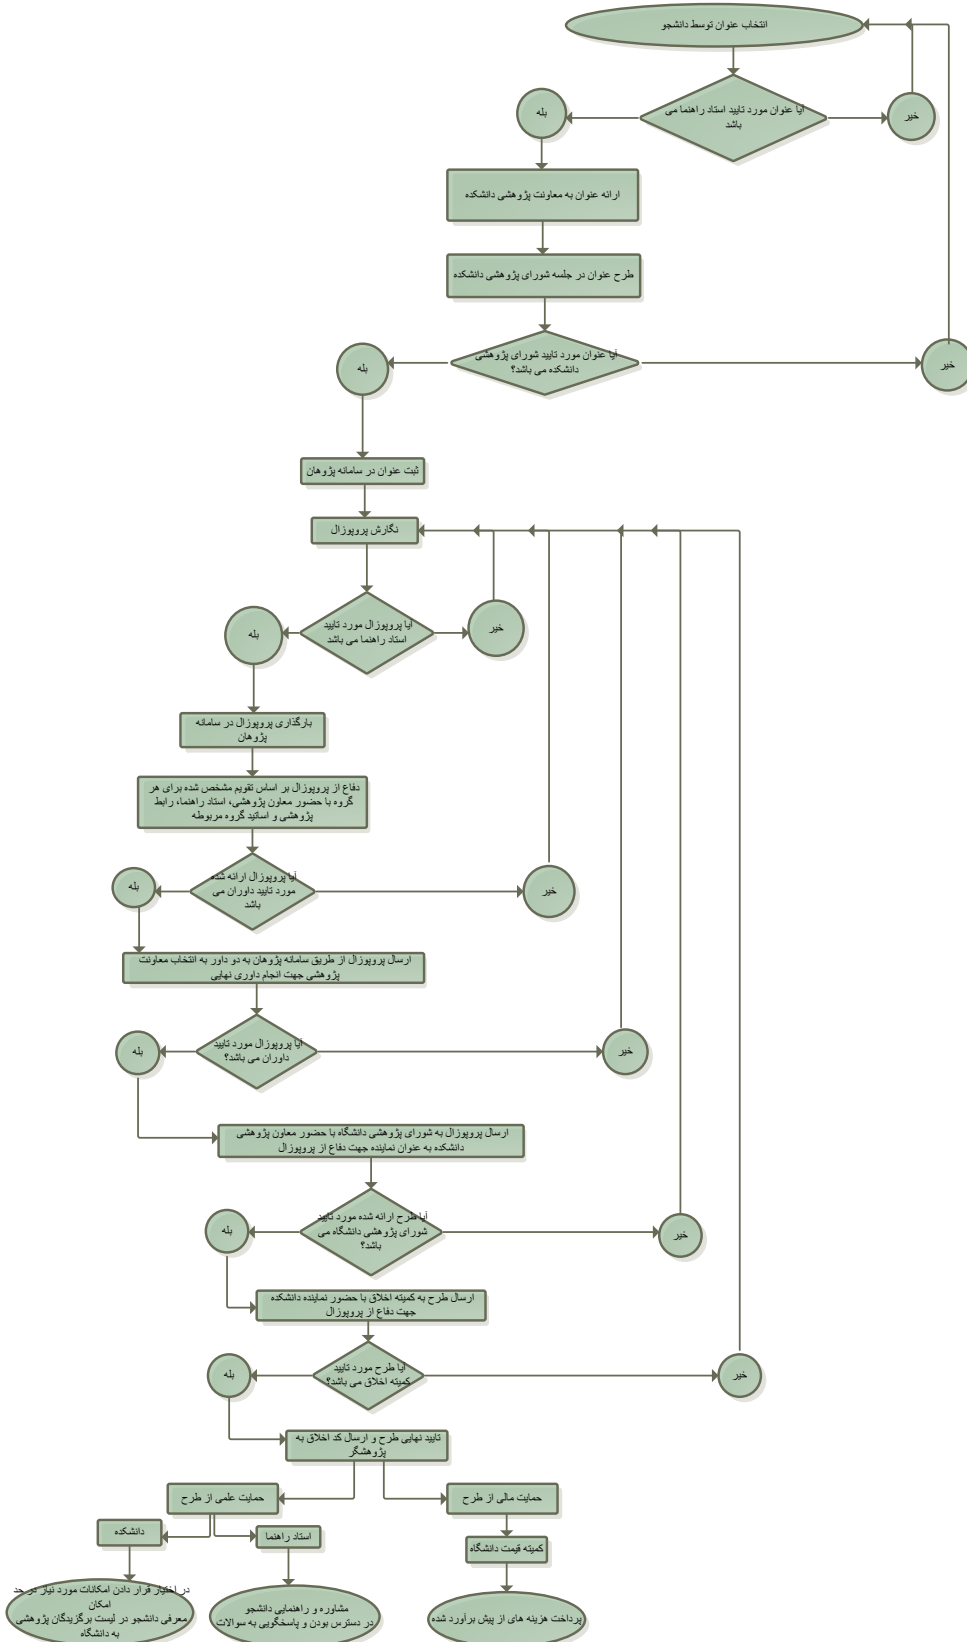 انتخاب عنوان توسط دانشجو
آیا عنوان مورد تایید استاد راهنما می
باشد
خیر
بله
ارائه عنوان به معاونت پژوهشی دانشکده
طرح عنوان در جلسه شورای پژوهشی دانشکده
آیا عنوان مورد تایید شورای پژوهشی
دانشکده می باشد؟
خیر
بله
ثبت عنوان در سامانه پژوهان
نگارش پروپوزال
آیا پروپوزال مورد تایید
استاد راهنما می باشد
خیر
بله
بارگذاری پروپوزال در سامانه
پژوهان
دفاع از پروپوزال بر اساس تقویم مشخص شده برای هر
گروه با حضور معاون پژوهشی، استاد راهنما، رابط
پژوهشی و اساتید گروه مربوطه
آیا پروپوزال ارائه شده
مورد تایید داوران می
باشد
خیر
بله
ارسال پروپوزال از طریق سامانه پژوهان به دو داور به انتخاب معاونت
پژوهشی جهت انجام داوری نهایی
آیا پروپوزال مورد تایید
داوران می باشد؟
خیر
بله
ارسال پروپوزال به شورای پژوهشی دانشگاه با حضور معاون پژوهشی
دانشکده به عنوان نماینده جهت دفاع از پروپوزال
آیا طرح ارائه شده مورد تایید
شورای پژوهشی دانشگاه می
باشد؟
خیر
بله
ارسال طرح به کمیته اخلاق با حضور نماینده دانشکده
جهت دفاع از پروپوزال
آیا طرح مورد تایید
کمیته اخلاق می باشد؟
خیر
بله
تایید نهایی طرح و ارسال کد اخلاق به
پژوهشگر
حمایت مالی از طرح
حمایت علمی از طرح
کمیته قیمت دانشگاه
استاد راهنما
دانشکده
پرداخت هزینه های از پیش برآورد شده
مشاوره و راهنمایی دانشجو
در دسترس بودن و پاسخگویی به سوالات
در اختیار قرار دادن امکانات مورد نیاز در حد
امکان
معرفی دانشجو در لیست برگزیدگان پژوهشی
به دانشگاه